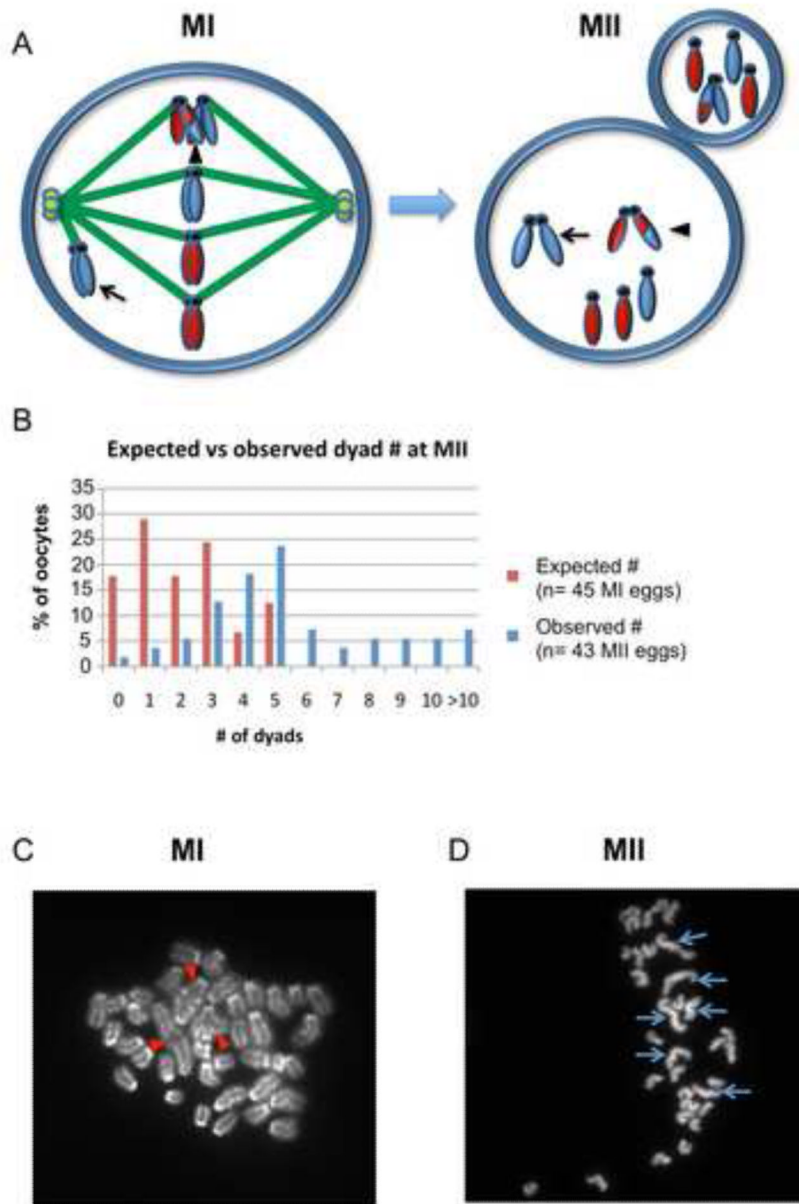 A
MI
MII
B
Expected vs observed dyad # at MII
% of oocytes
35
30
25
20
15
10
5
0
0 1 2 3 4 5 6 7 8 9 10 >10
# of dyads
Expected #
(n= 45 MI eggs)
Observed #
(n= 43 MII eggs)
C
MI
D
MII